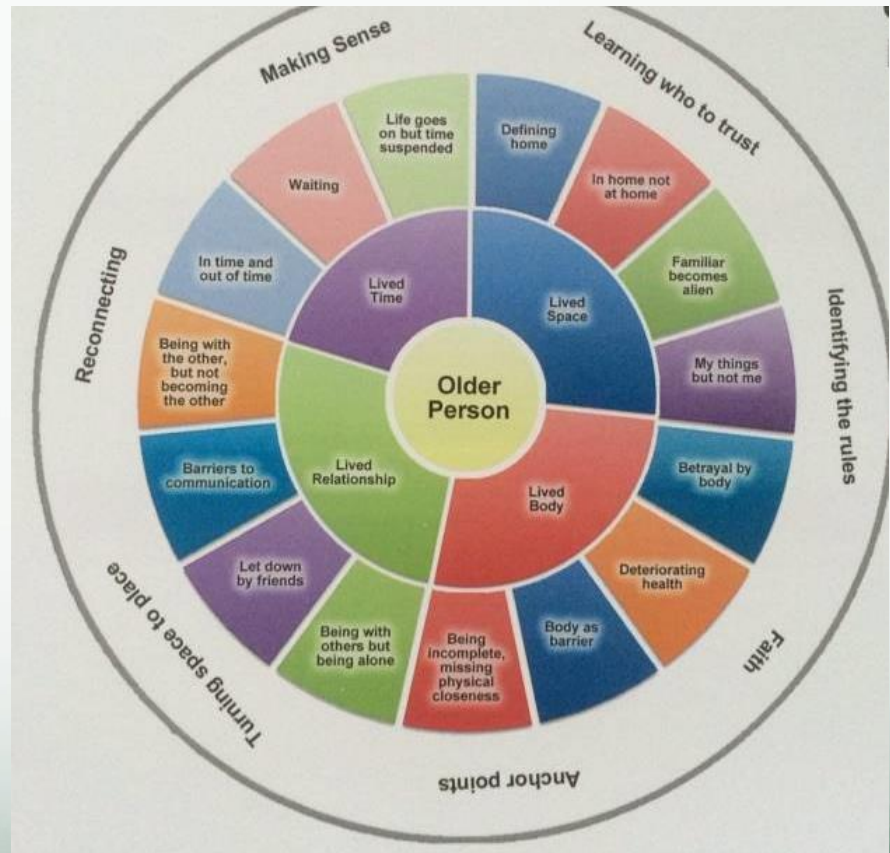 Making Sense
Learning who to trust
Identifying the rules
Faith
Anchor points
Turning space to place
Reconnecting
Life goes
on but time
suspended
Defining
home
In home not
at home
Familiar
becomes
alien
My things
but not me
Betrayal by
body
Deteriorating
health
Body as
barrier
Being
incomplete,
missing
physical
closeness
Being with
others but
being alone
Let down
by friends
Barriers to
communication
Being with
the other,
but not
becoming
the other
In time and
out of time
Waiting
Lived
Time
Lived
Space
Lived
Body
Lived
Relationship
Older
Person